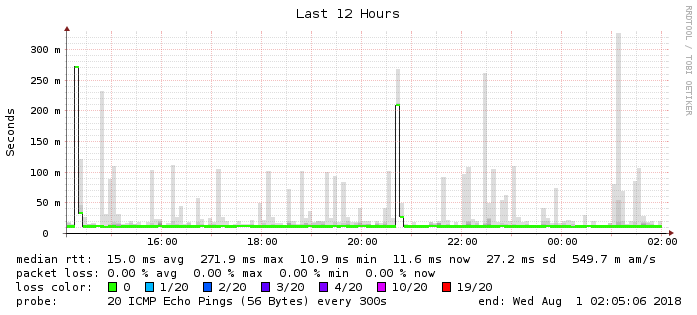 Last 12 Hours
RRDTOOL / TOBI OETIKER
Seconds
300 m
250 m
200 m
150 m
100 m
50 m
0
16:00 18:00 20:00 22:00 00:00 02:00
median rtt: 15.0 ms avg 271.9 ms max 10.9 ms min 11.6 ms now 27.2 ms sd 549.7 m am/s
packet loss: 0.00 % avg 0.00 % max 0.00 % min 0.00 % now
loss color: 0 1/20 2/20 3/20 4/20 10/20 19/20
probe: 20 ICMP Echo Pings (56 Bytes) every 300s end: Wed Aug 1 02:05:06 2018